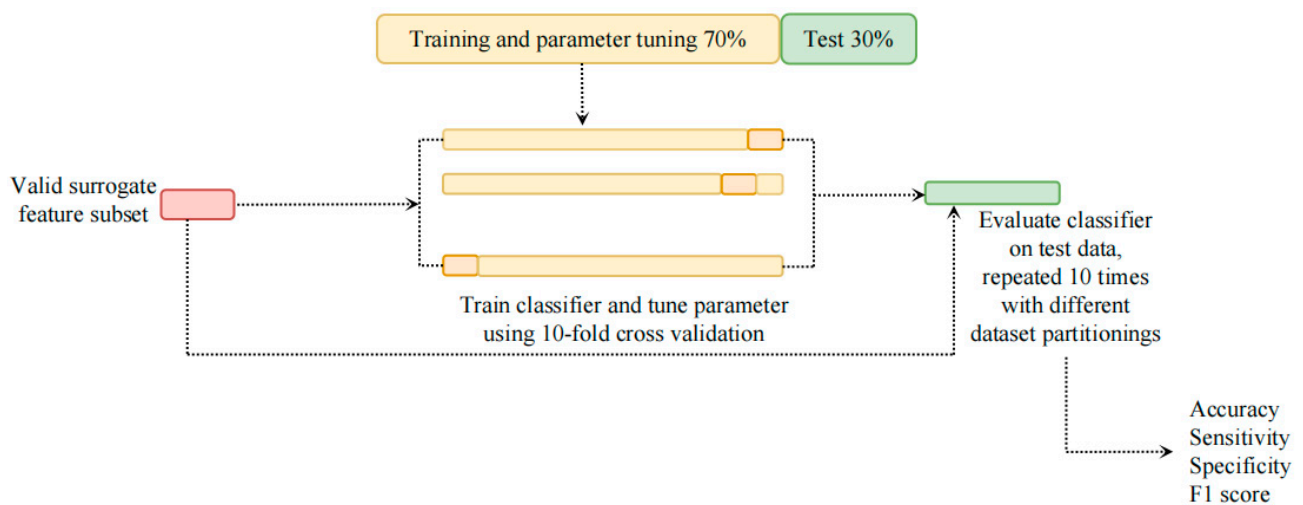 Training and parameter tuning 70%
Test 30%
Valid surrogate
feature subset
Train classifier and tune parameter
using 10-fold cross validation
Evaluate classifier
on test data,
repeated 10 times
with different
dataset partitionings
Accuracy
Sensitivity
Specificity
F1 score